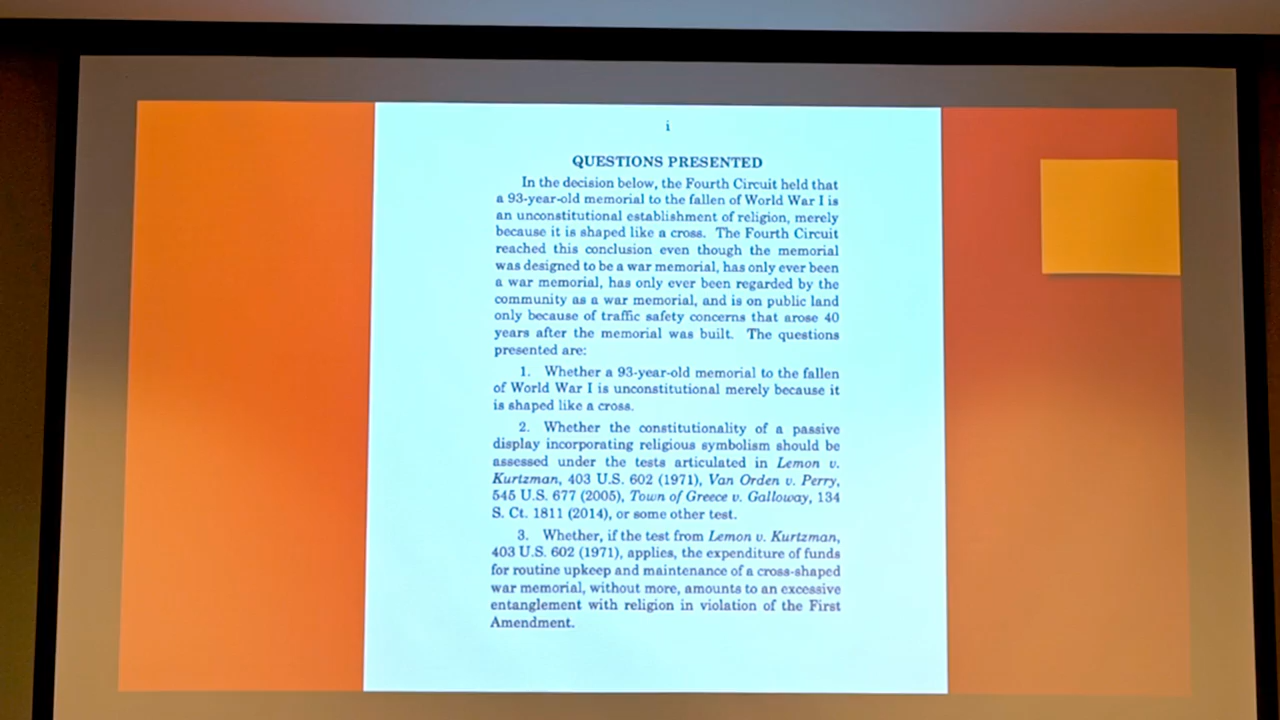 i
QUESTIONS PRESENTED
In the decision below, the Fourth Circuit held that
a 93-year-old memorial to the fallen of World War I is
an unconstitutional establishment of religion, merely
because it is shaped like a cross. The Fourth Circuit
reached this conclusion even though the memorial
was designed to be a war memorial, has only ever been
a war memorial, has only ever been regarded by the
community as a war memorial, and is on public land
only because of traffic safety concerns that arose 40
years after the memorial was built. The questions
presented are:
1. Whether a 93-year-old memorial to the fallen
of World War I is unconstitutional merely because it
is shaped like a cross.
2. Whether the constitutionality of a passive
display incorporating religious symbolism should be
assessed under the tests articulated in Lemon v.
Kurtzman, 403 U.S. 602 (1971), Van Orden v. Perry,
545 U.S. 677 (2005), Town of Greece v. Galloway, 134
S. Ct. 1811 (2014), or some other test.
3. Whether, if the test from Lemon v. Kurtzman,
403 U.S. 602 (1971), applies, the expenditure of funds
for routine upkeep and maintenance of a cross-shaped
war memorial, without more, amounts to an excessive
entanglement with religion in violation of the First
Amendment.